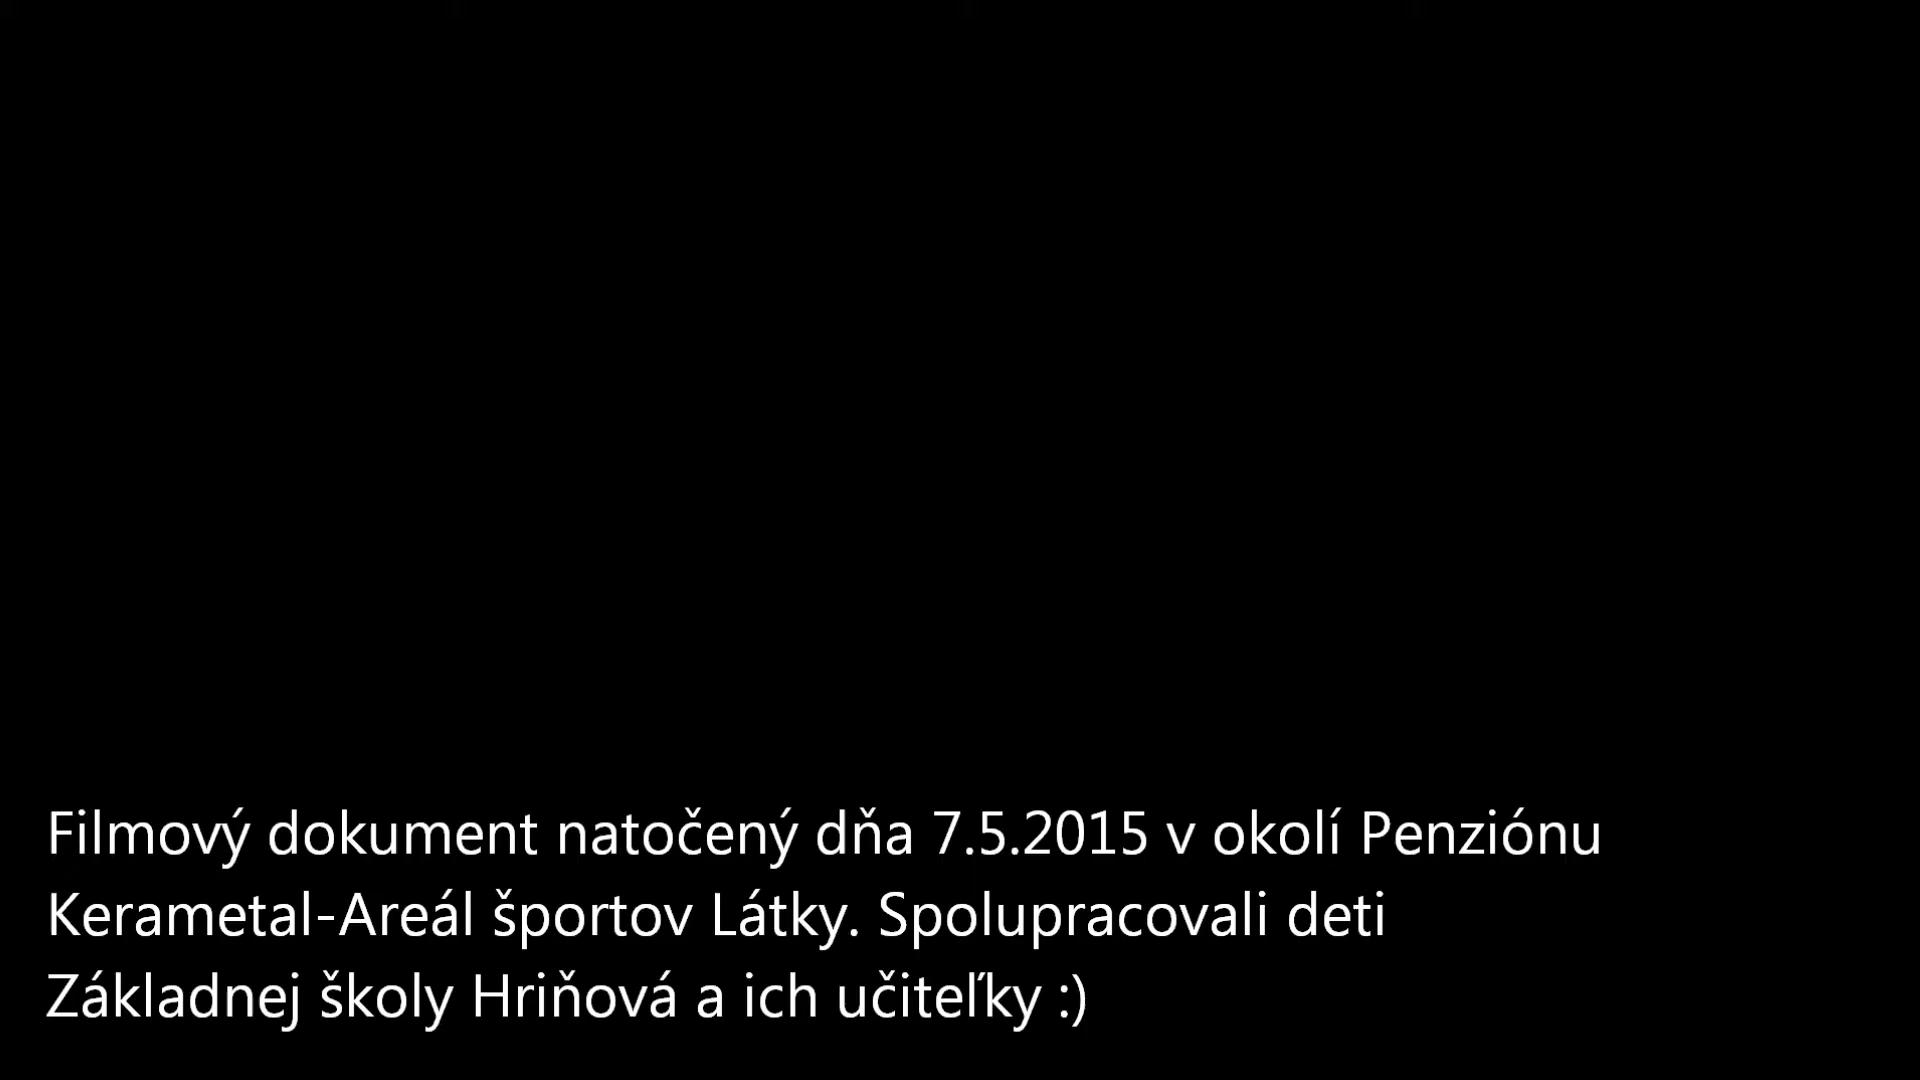 Filmový dokument natočený dňa 7.5.2015 v okolí Penziónu
Kerametal-Areál športov Látky. Spolupracovali deti
Základnej školy Hriňová a ich učiteľky :)